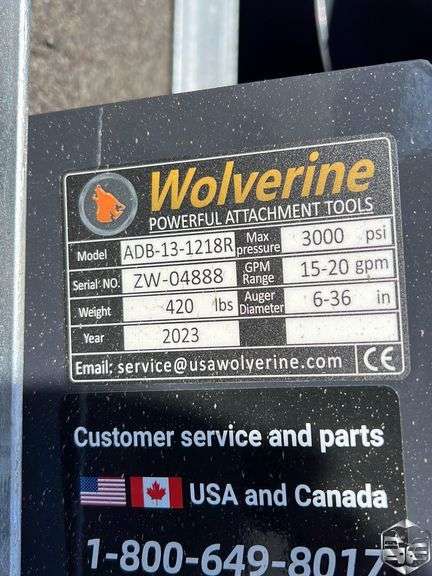 Wolverine
POWERFUL ATTACHMENT TOOLS
Model ADB-13-1218R Max pressure 3000 psi
Serial NO. ZW-04888 GPM Range 15-20 gpm
Weight 420 lbs Auger Diameter 6-36 in
Year 2023
Email: service@usawolverine.com CE
Customer service and parts
USA and Canada
1-800-649-8017